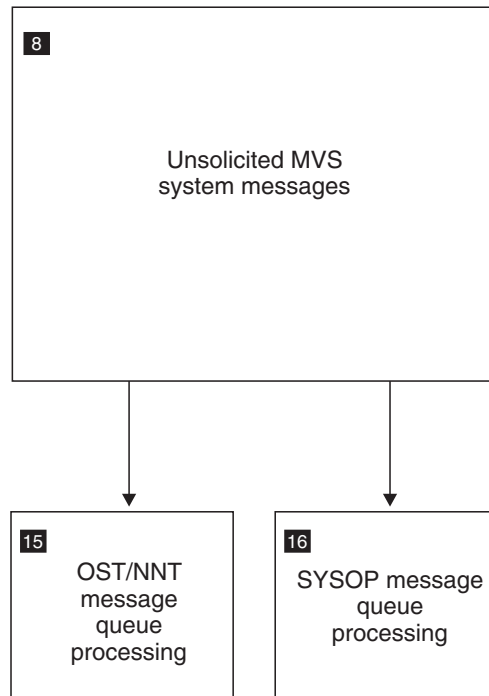 8
Unsolicited MVS
system messages
15
OST/NNT
message
queue
processing
16
SYSOP message
queue
processing